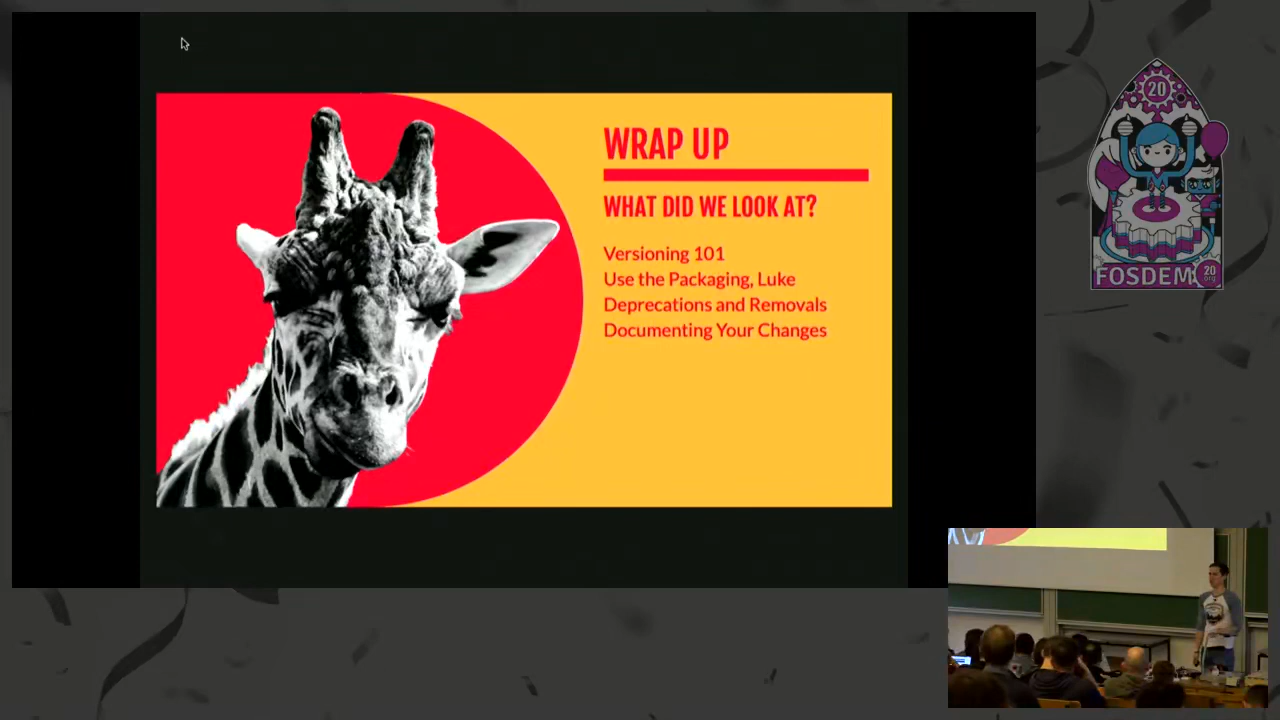 WRAP UP
WHAT DID WE LOOK AT?
Versioning 101
Use the Packaging, Luke
Deprecations and Removals
Documenting Your Changes
20
FOSDEM
20
org